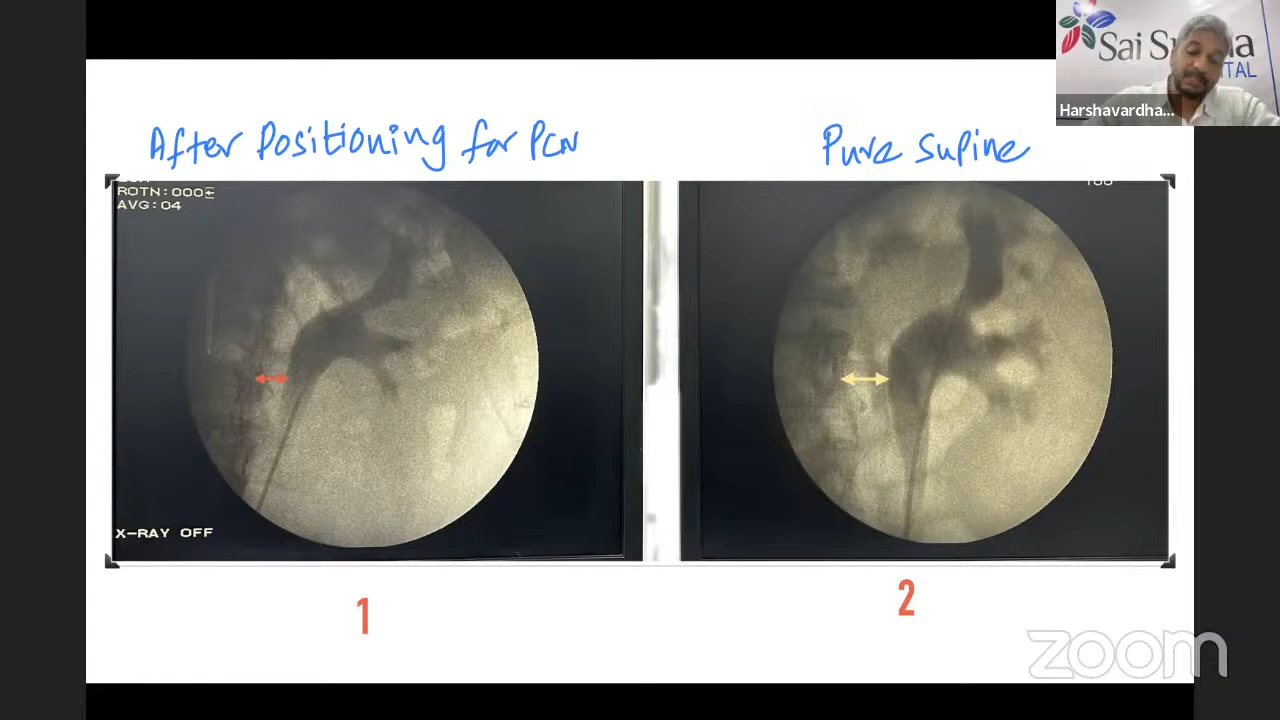 Harshavardha...
After Positioning for PCN
Pure Supine
ROTN:000
AVG:04
X-RAY OFF
1
2
zoom